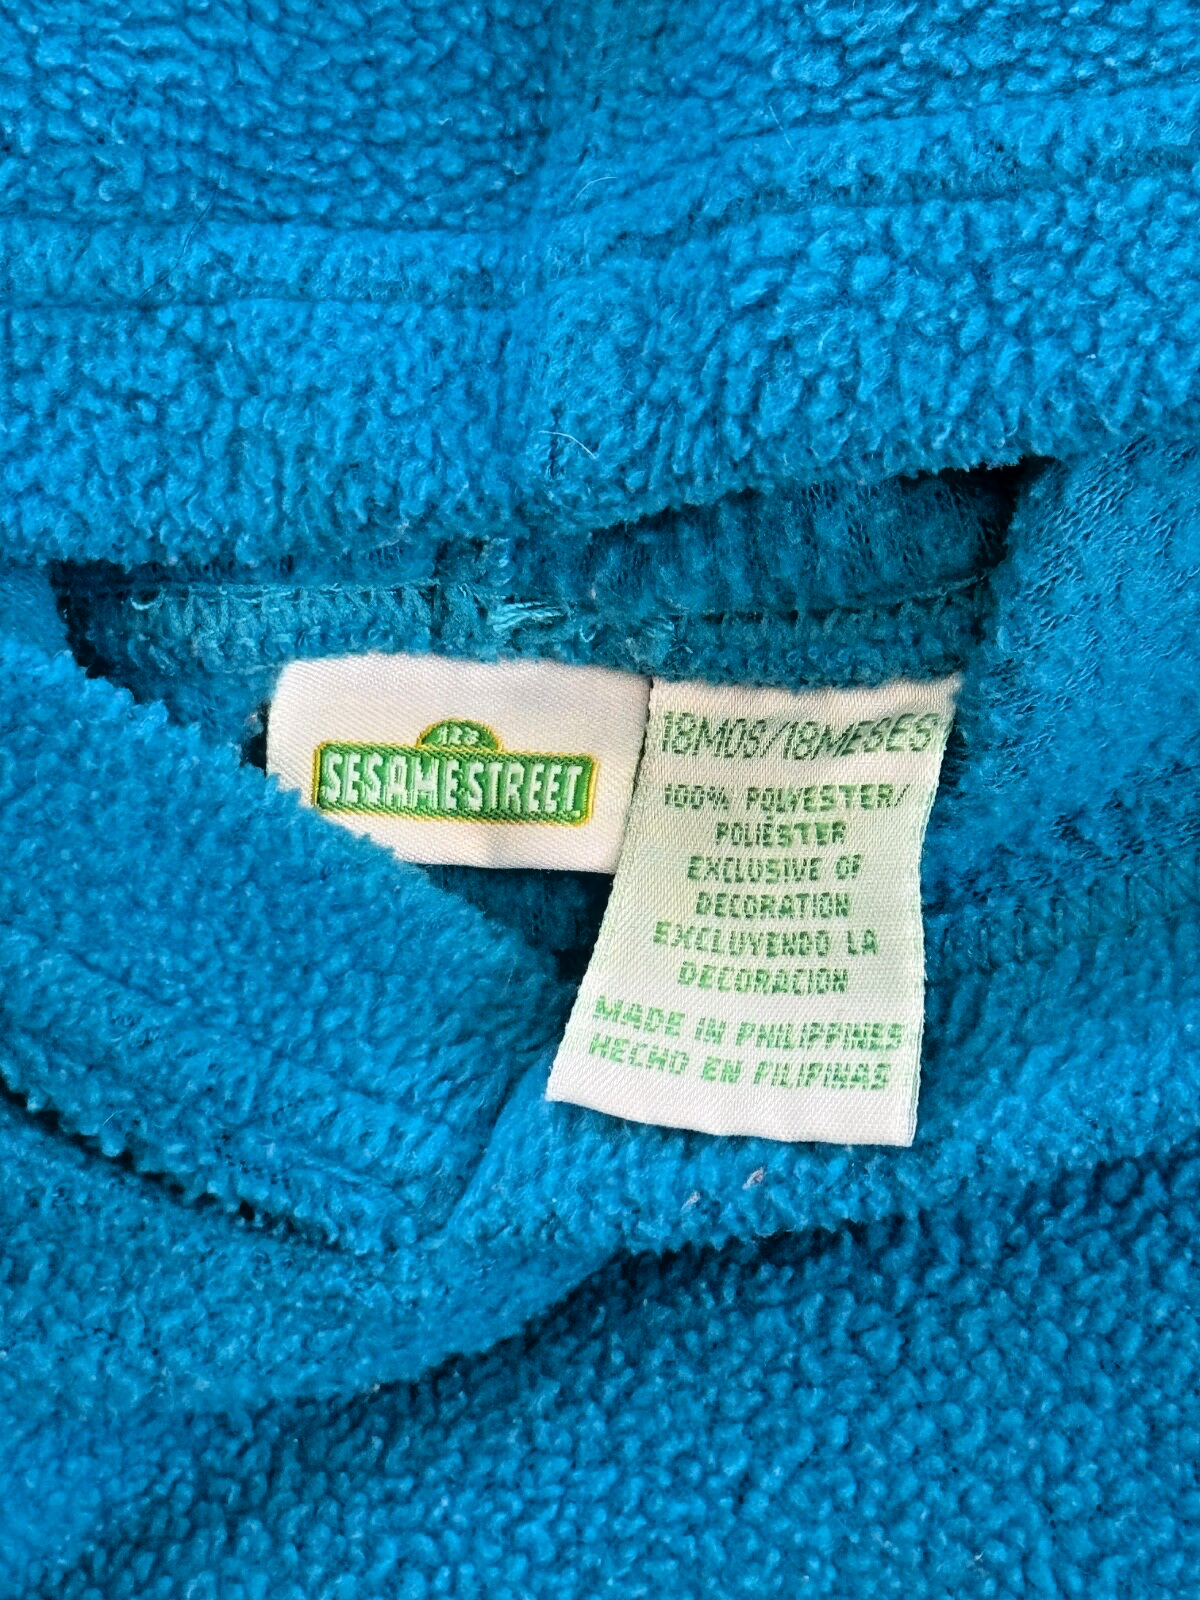 123
SESAME STREET
18MOS/18MESES
100% POLYESTER/
POLIÉSTER
EXCLUSIVE OF
DECORATION
EXCLUYENDO LA
DECORACION
MADE IN PHILIPPINES
HECHO EN FILIPINAS